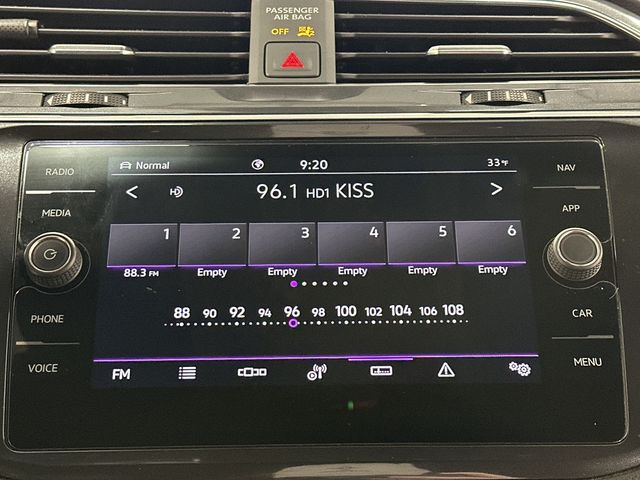 PASSENGER
AIR BAG
OFF
RADIO
MEDIA
PHONE
VOICE
Normal
9:20
33°F
HD
96.1 HD1 KISS
1 2 3 4 5 6
88.3 FM Empty Empty Empty Empty Empty
88 90 92 94 96 98 100 102 104 106 108
FM
NAV
APP
CAR
MENU